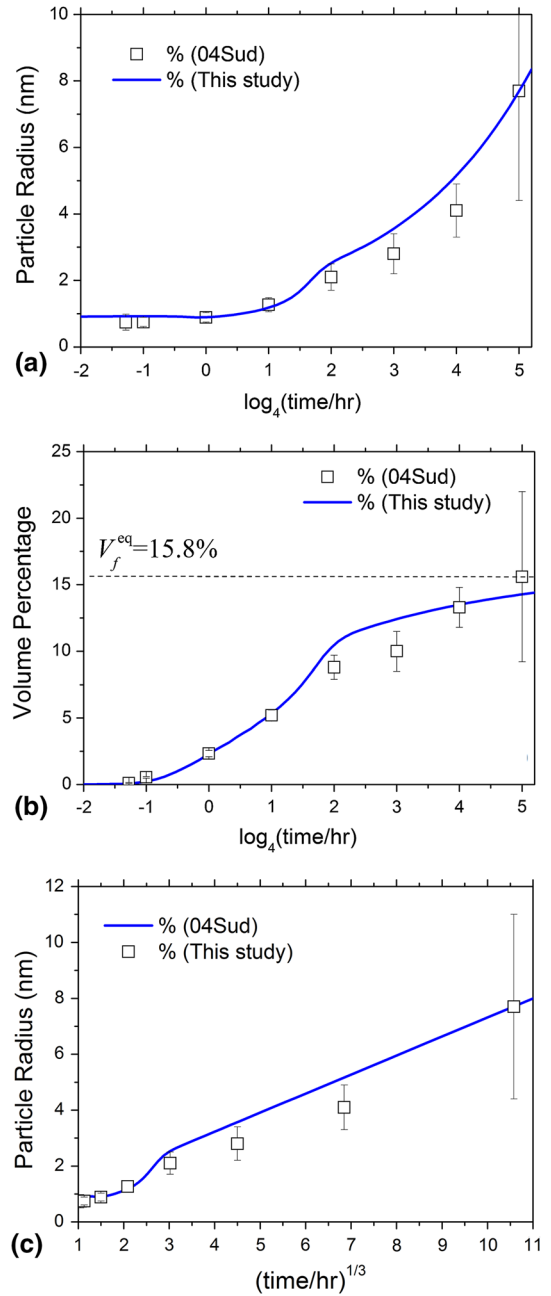 10
8
6
4
2
0
Particle Radius (nm)
% (04Sud)
% (This study)
-2 -1 0 1 2 3 4 5
log4(time/hr)
(a)
25
20
15
10
5
0
Volume Percentage
% (04Sud)
% (This study)
V_f^eq=15.8%
-2 -1 0 1 2 3 4 5
log4(time/hr)
(b)
12
10
8
6
4
2
0
Particle Radius (nm)
% (04Sud)
% (This study)
1 2 3 4 5 6 7 8 9 10 11
(time/hr)^1/3
(c)